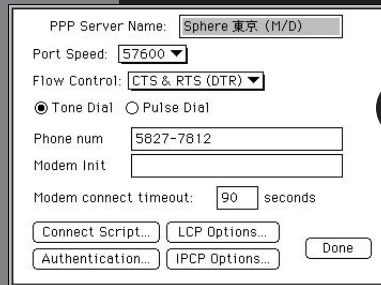 PPP Server Name: Sphere 東京 (M/D)
Port Speed: 57600
Flow Control: CTS & RTS (DTR)
Tone Dial Pulse Dial
Phone num 5827-7812
Modem Init
Modem connect timeout: 90 seconds
Connect Script... LCP Options...
Done
Authentication... IPCP Options...